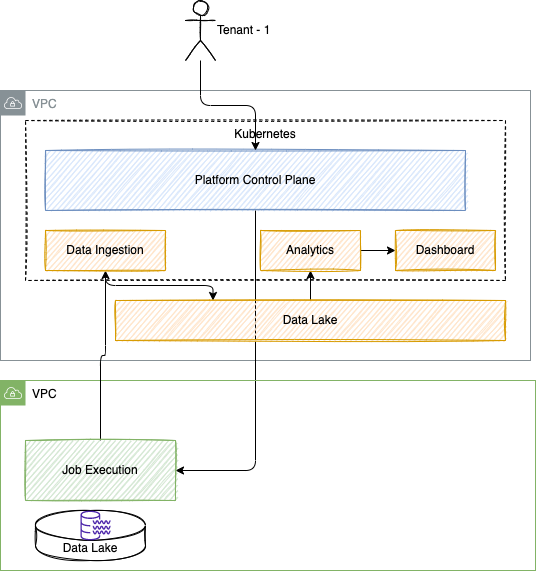 Tenant - 1
VPC
Kubernetes
Platform Control Plane
Data Ingestion
Analytics
Dashboard
Data Lake
VPC
Job Execution
Data Lake